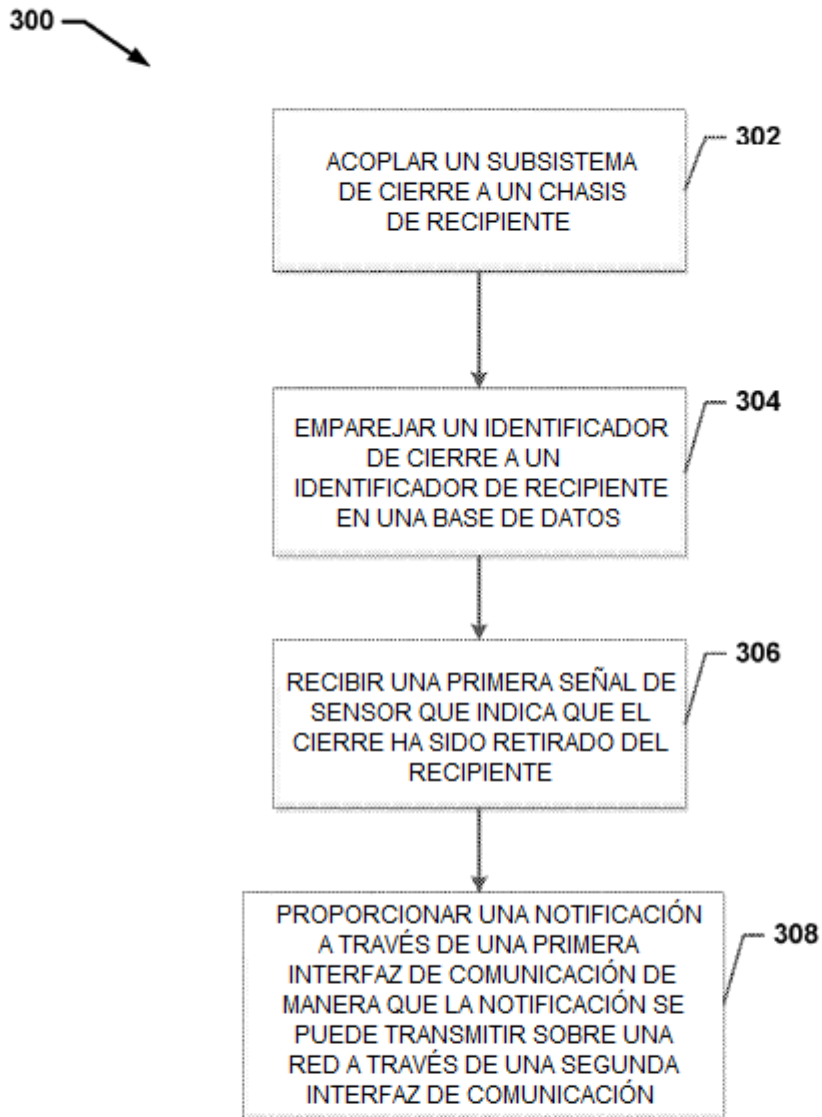 300
302
ACOPLAR UN SUBSISTEMA
DE CIERRE A UN CHASIS
DE RECIPIENTE
304
EMPAREJAR UN IDENTIFICADOR
DE CIERRE A UN
IDENTIFICADOR DE RECIPIENTE
EN UNA BASE DE DATOS
306
RECIBIR UNA PRIMERA SEÑAL DE
SENSOR QUE INDICA QUE EL
CIERRE HA SIDO RETIRADO DEL
RECIPIENTE
308
PROPORCIONAR UNA NOTIFICACIÓN
A TRAVÉS DE UNA PRIMERA
INTERFAZ DE COMUNICACIÓN DE
MANERA QUE LA NOTIFICACIÓN SE
PUEDE TRANSMITIR SOBRE UNA
RED A TRAVÉS DE UNA SEGUNDA
INTERFAZ DE COMUNICACIÓN